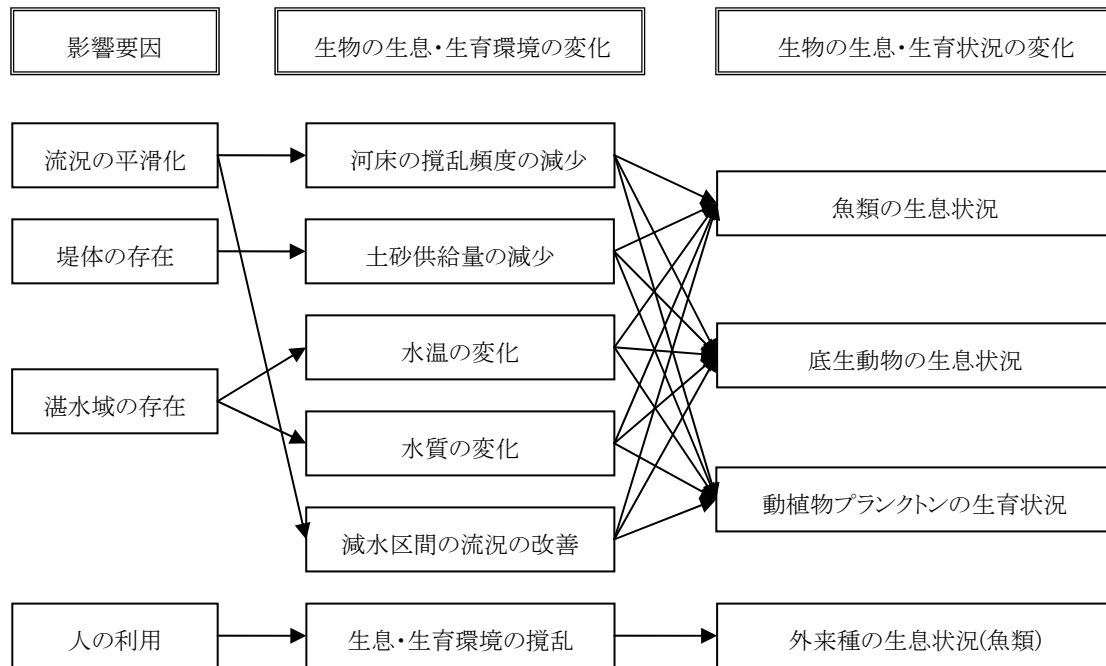 影響要因
生物の生息・生育環境の変化
生物の生息・生育状況の変化
流況の平滑化
河床の撹乱頻度の減少
魚類の生息状況
堤体の存在
土砂供給量の減少
水温の変化
底生動物の生息状況
湛水域の存在
水質の変化
動植物プランクトンの生育状況
減水区間の流況の改善
人の利用
生息・生育環境の撹乱
外来種の生息状況(魚類)